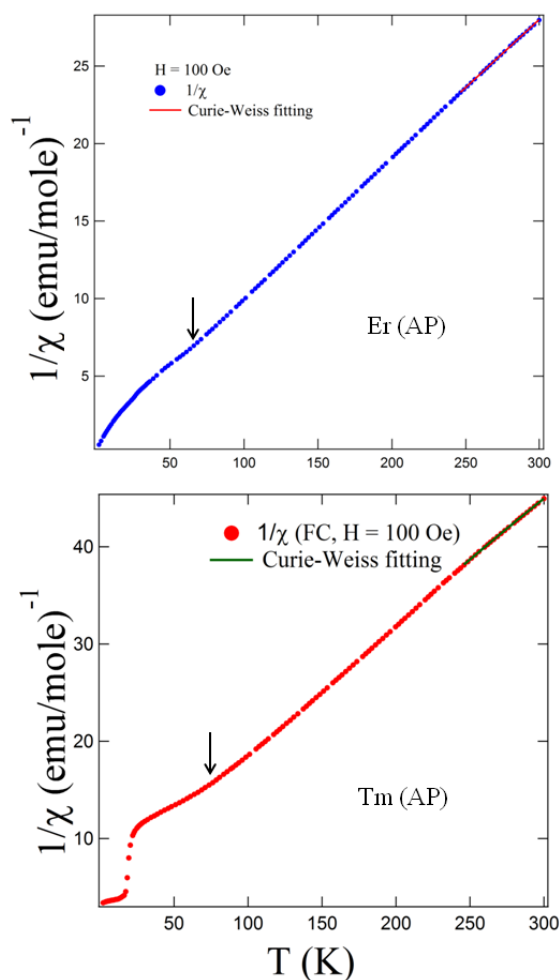 25
20
15
10
5
1/χ (emu/mole)⁻¹
H = 100 Oe
1/χ
Curie-Weiss fitting
Er (AP)
50 100 150 200 250 300
40
30
20
10
1/χ (emu/mole)⁻¹
1/χ (FC, H = 100 Oe)
Curie-Weiss fitting
Tm (AP)
50 100 150 200 250 300
T (K)